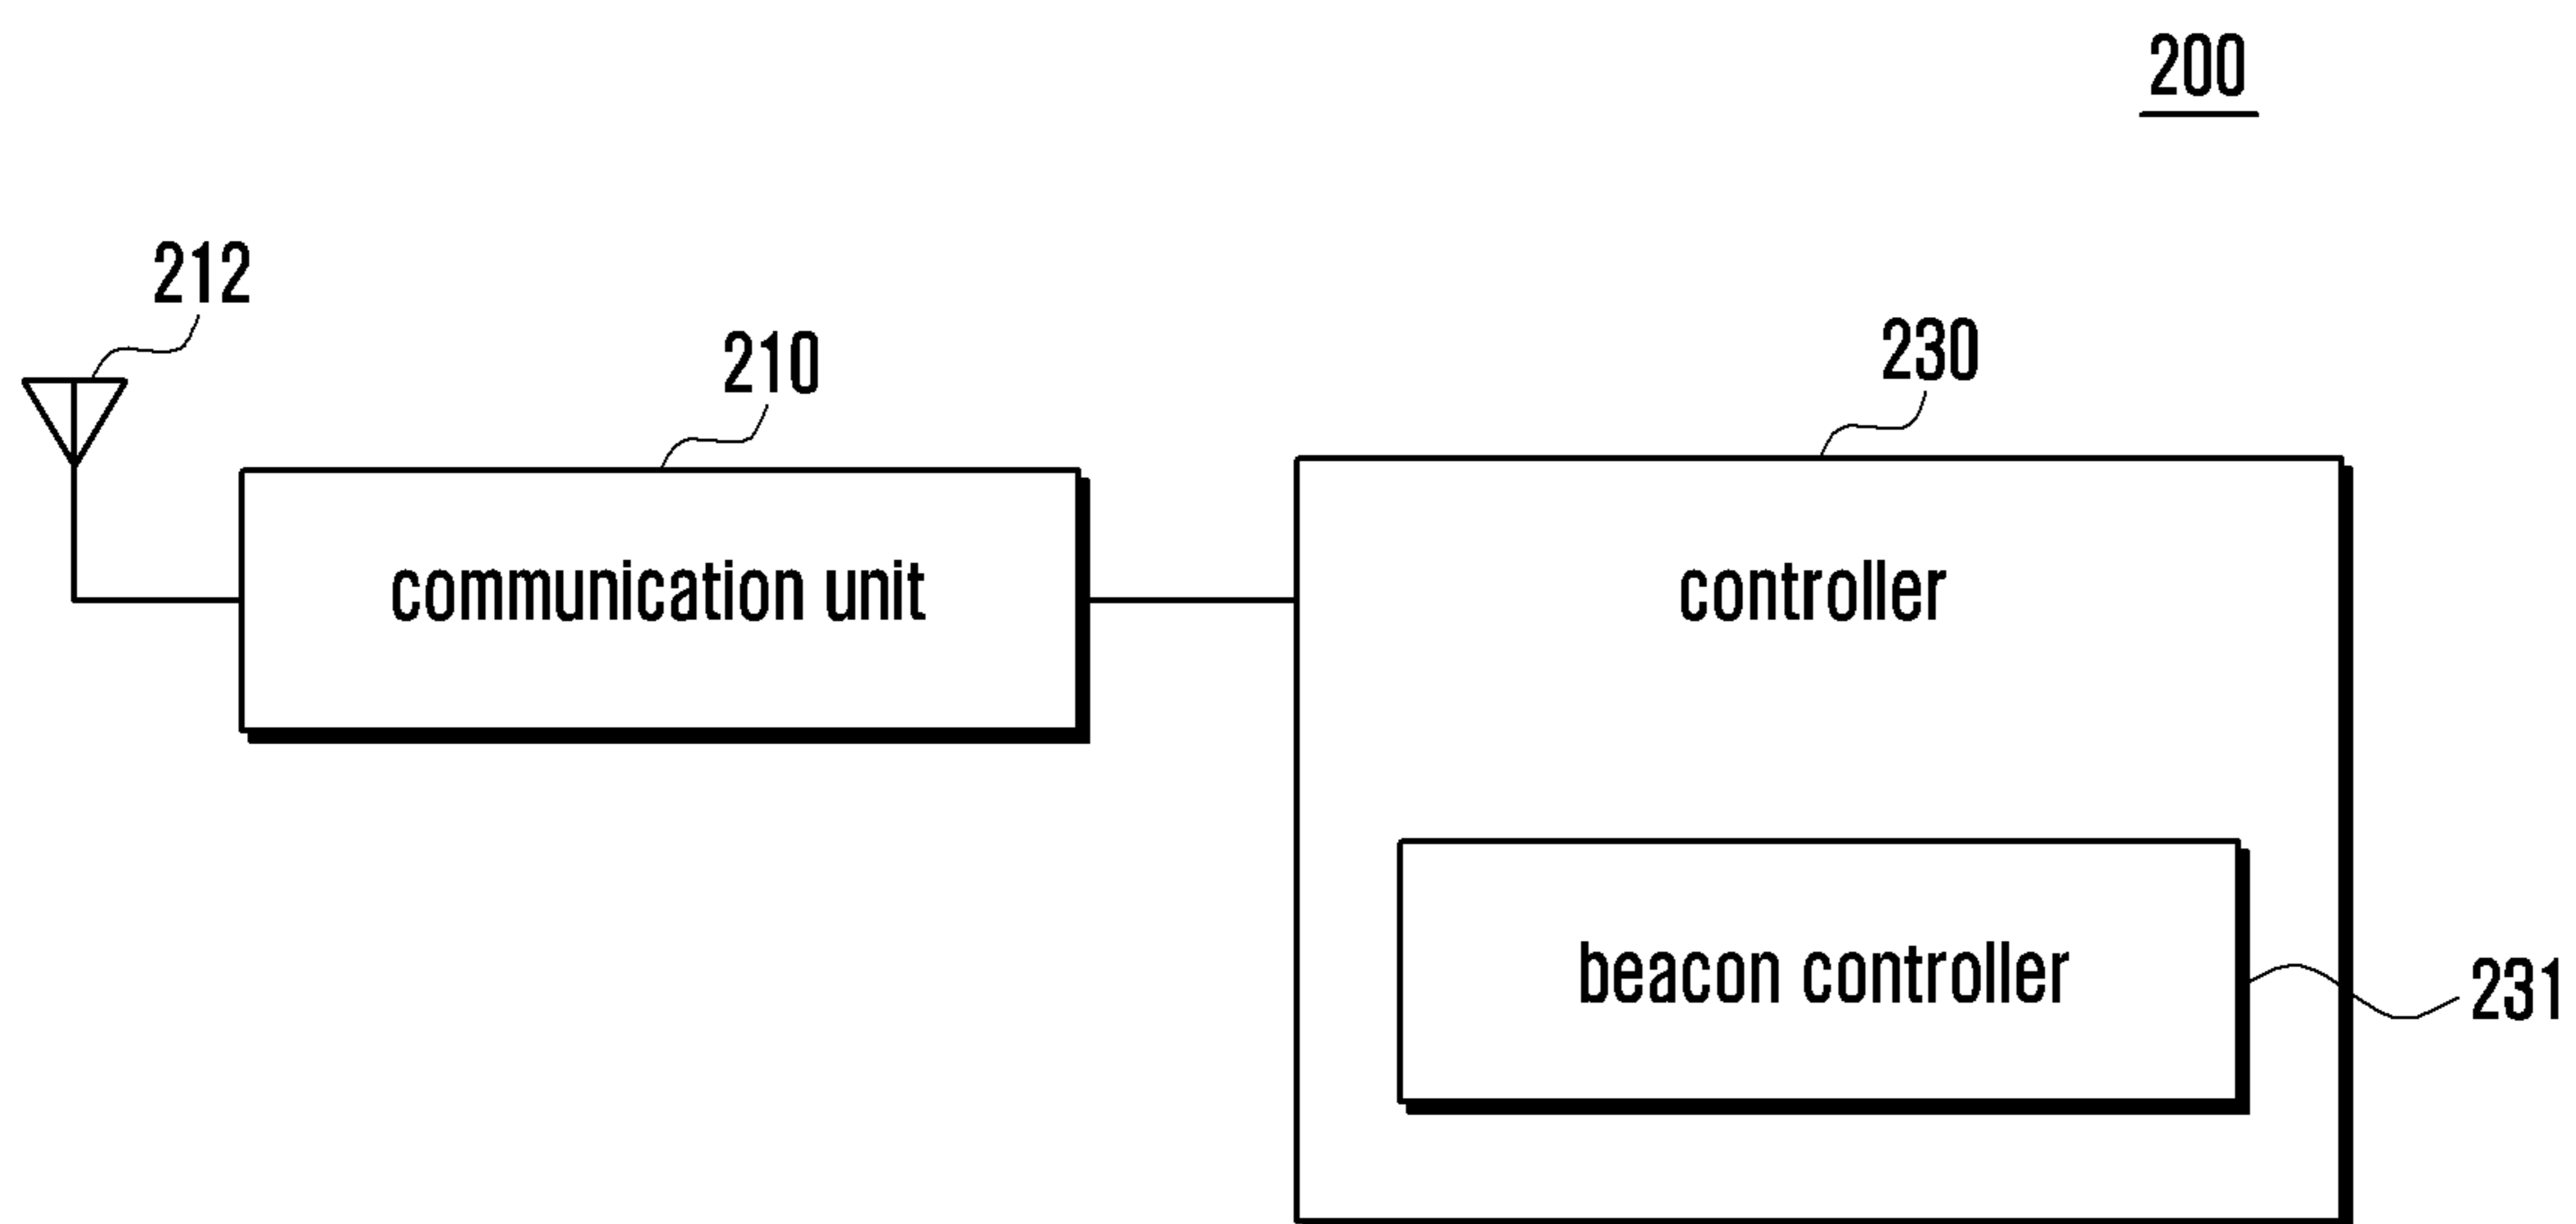 200
212
210
230
communication unit
controller
beacon controller
231